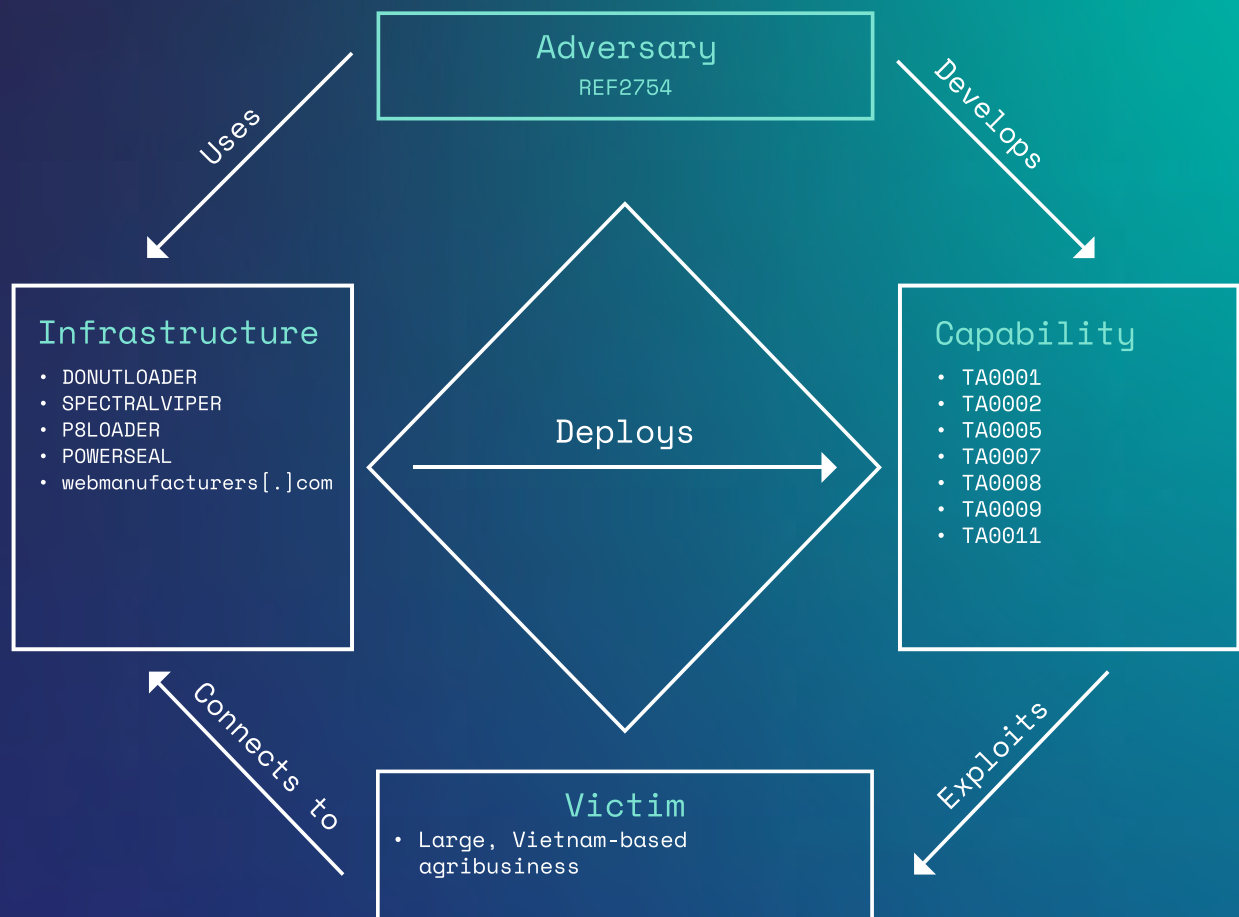 Adversary
REF2754
Uses
Develops
Infrastructure
• DONUTLOADER
• SPECTRALVIPER
• P8LOADER
• POWERSEAL
• webmanufacturers[.]com
Deploys
Capability
• TA0001
• TA0002
• TA0005
• TA0007
• TA0008
• TA0009
• TA0011
Connects to
Exploits
Victim
• Large, Vietnam-based
agribusiness